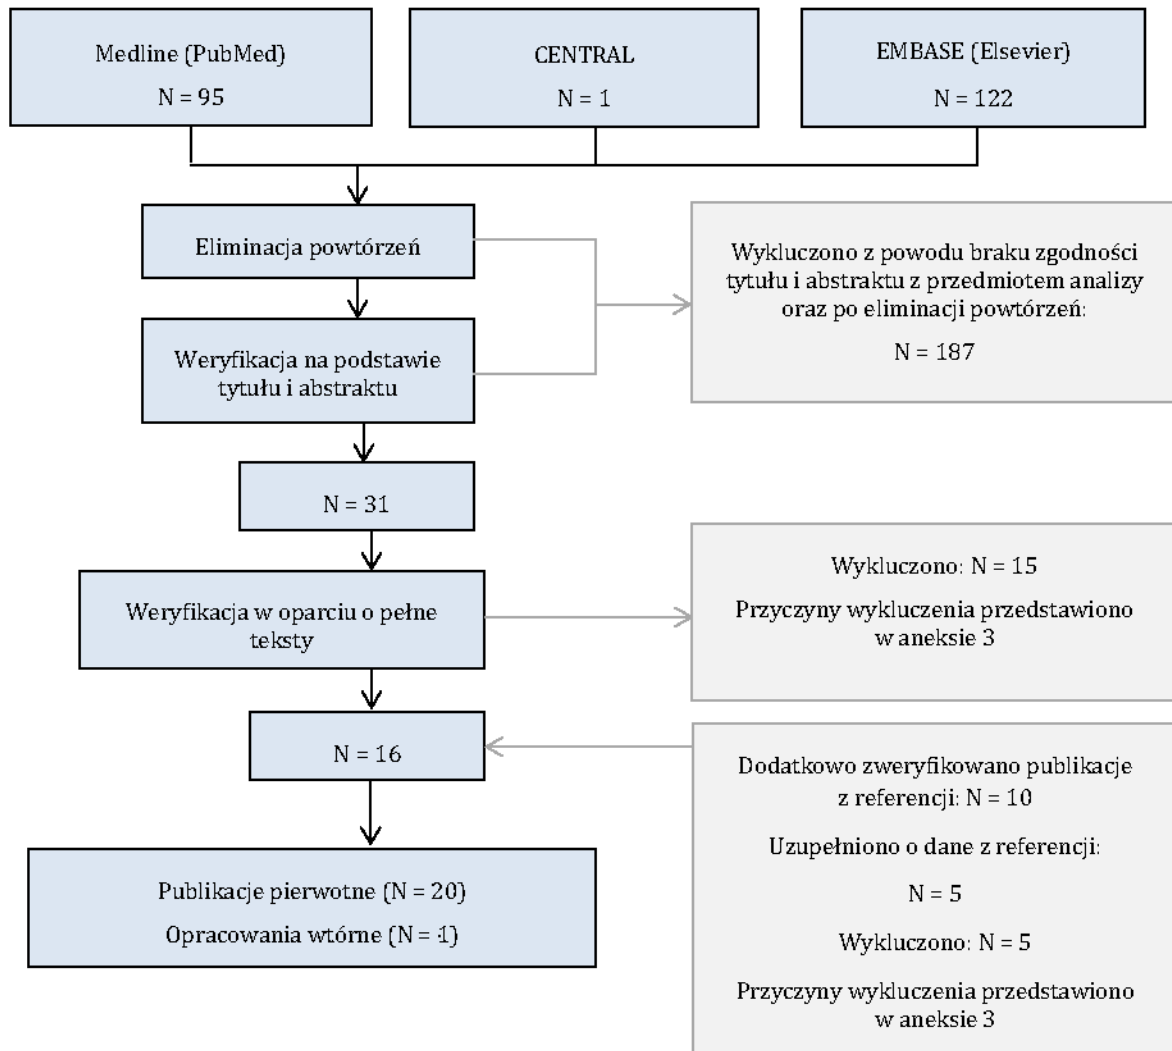 Medline (PubMed)
N = 95
CENTRAL
N = 1
EMBASE (Elsevier)
N = 122
Eliminacja powtórzeń
Wykluczono z powodu braku zgodności
tytułu i abstraktu z przedmiotem analizy
oraz po eliminacji powtórzeń:
N = 187
Weryfikacja na podstawie
tytułu i abstraktu
N = 31
Weryfikacja w oparciu o pełne
teksty
Wykluczono: N = 15
Przyczyny wykluczenia przedstawiono
w aneksie 3
N = 16
Dodatkowo zweryfikowano publikacje
z referencji: N = 10
Uzupełniono o dane z referencji:
N = 5
Wykluczono: N = 5
Przyczyny wykluczenia przedstawiono
w aneksie 3
Publikacje pierwotne (N = 20)
Opracowania wtórne (N = 1)